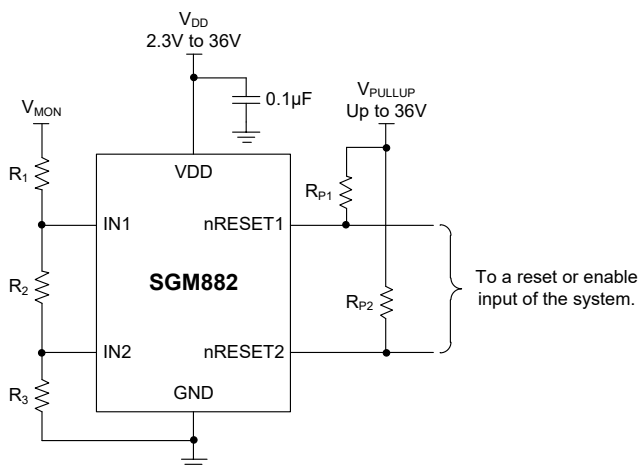 VDD
2.3V to 36V
0.1µF
VMON
VPULLUP
Up to 36V
R1
VDD
RP1
IN1
nRESET1
R2
SGM882
RP2
To a reset or enable
input of the system.
IN2
nRESET2
R3
GND